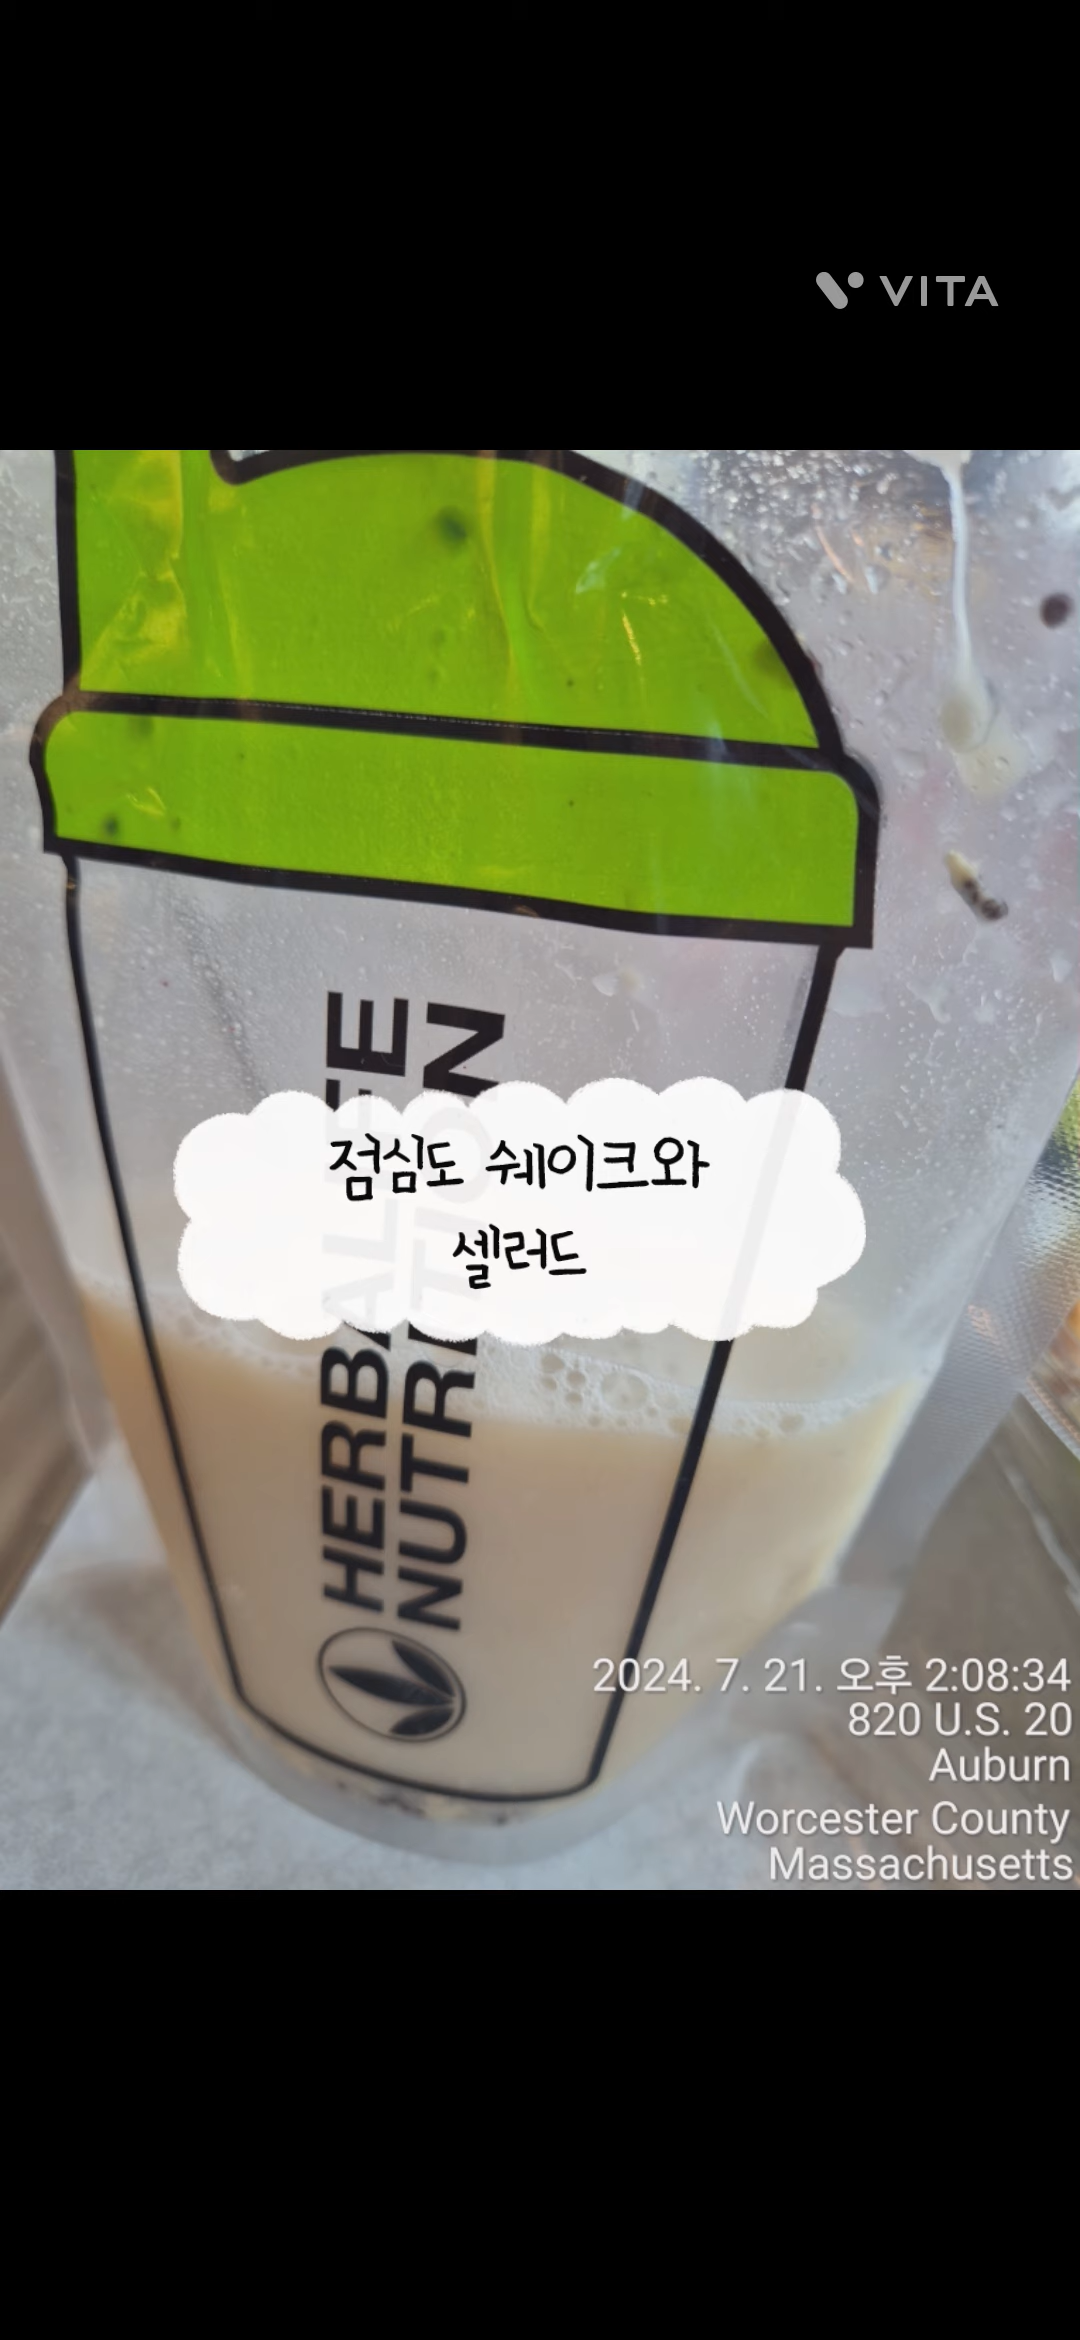 VITA
HERBALIFE
NUTRITION
점심도 쉐이크와
셀러드
2024. 7. 21. 오후 2:08:34
820 U.S. 20
Auburn
Worcester County
Massachusetts